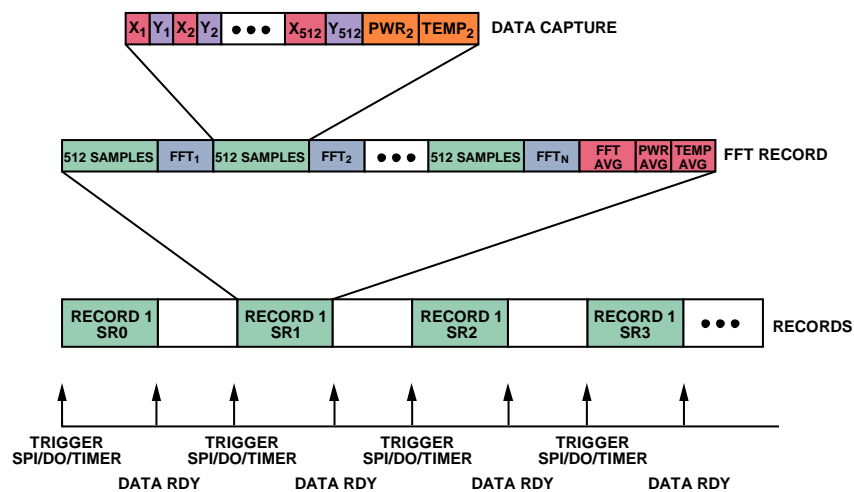 X1 Y1 X2 Y2 ••• X512 Y512 PWR2 TEMP2 DATA CAPTURE
512 SAMPLES FFT1 512 SAMPLES FFT2 ••• 512 SAMPLES FFTN FFT AVG PWR AVG TEMP AVG FFT RECORD
RECORD 1 RECORD 1 RECORD 1 RECORD 1
SR0 SR1 SR2 SR3 ••• RECORDS
TRIGGER TRIGGER TRIGGER TRIGGER
SPI/DO/TIMER SPI/DO/TIMER SPI/DO/TIMER SPI/DO/TIMER
DATA RDY DATA RDY DATA RDY DATA RDY